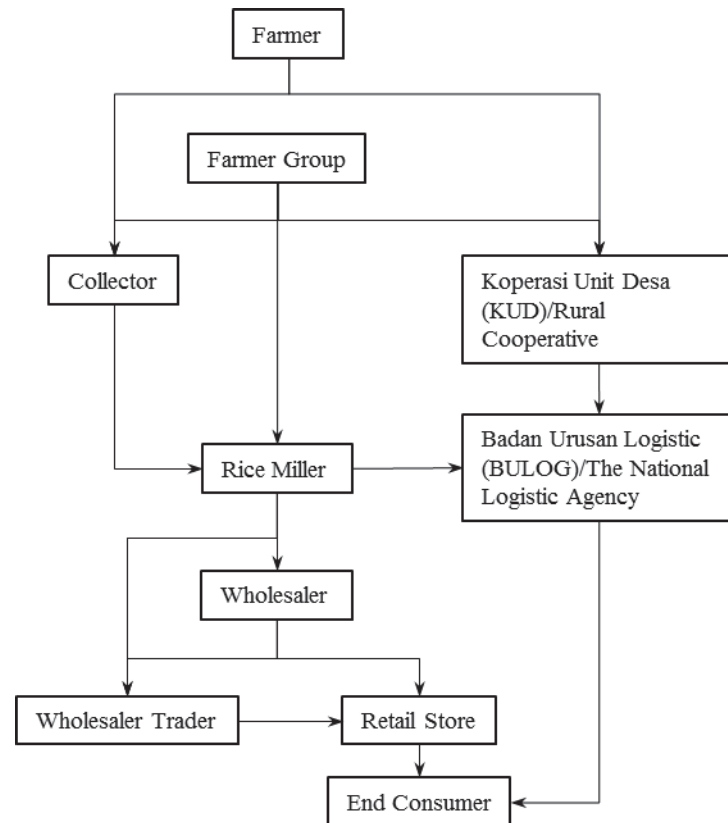 Farmer
Farmer Group
Collector
Koperasi Unit Desa
(KUD)/Rural
Cooperative
Rice Miller
Badan Urusan Logistic
(BULOG)/The National
Logistic Agency
Wholesaler
Wholesaler Trader
Retail Store
End Consumer